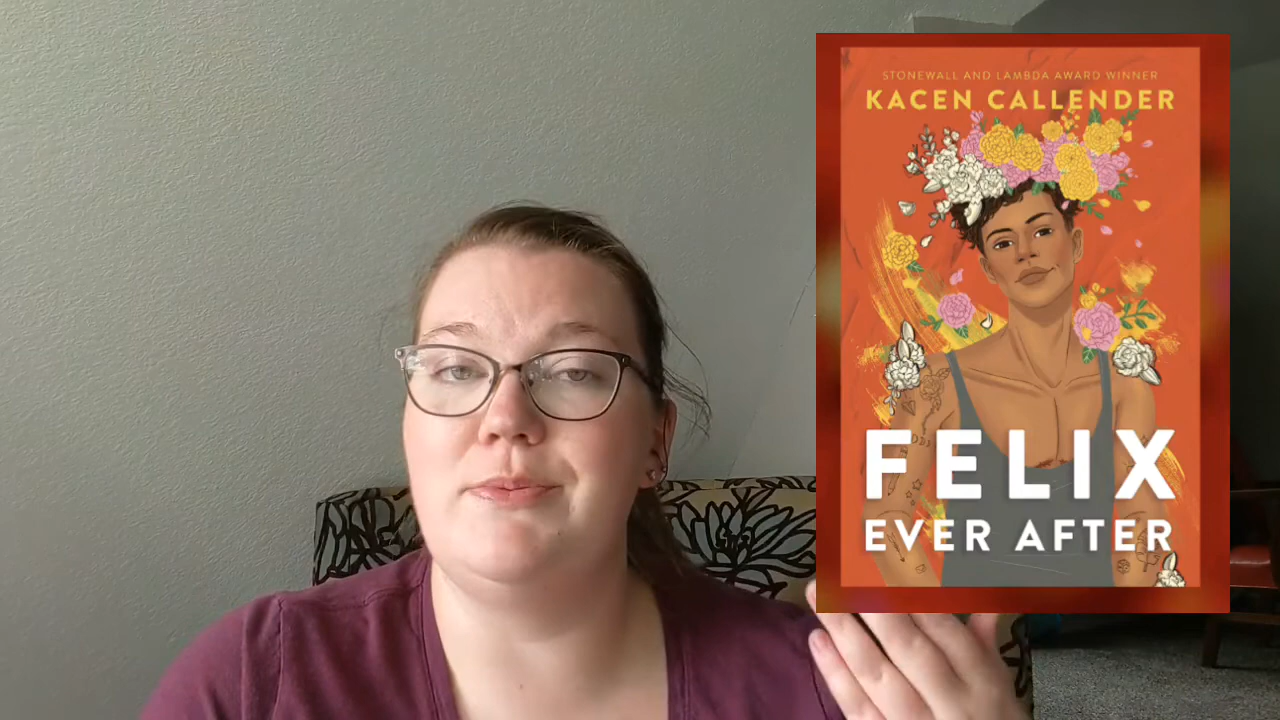 STONEWALL AND LAMBDA AWARD WINNER
KACEN CALLENDER
FELIX
EVER AFTER